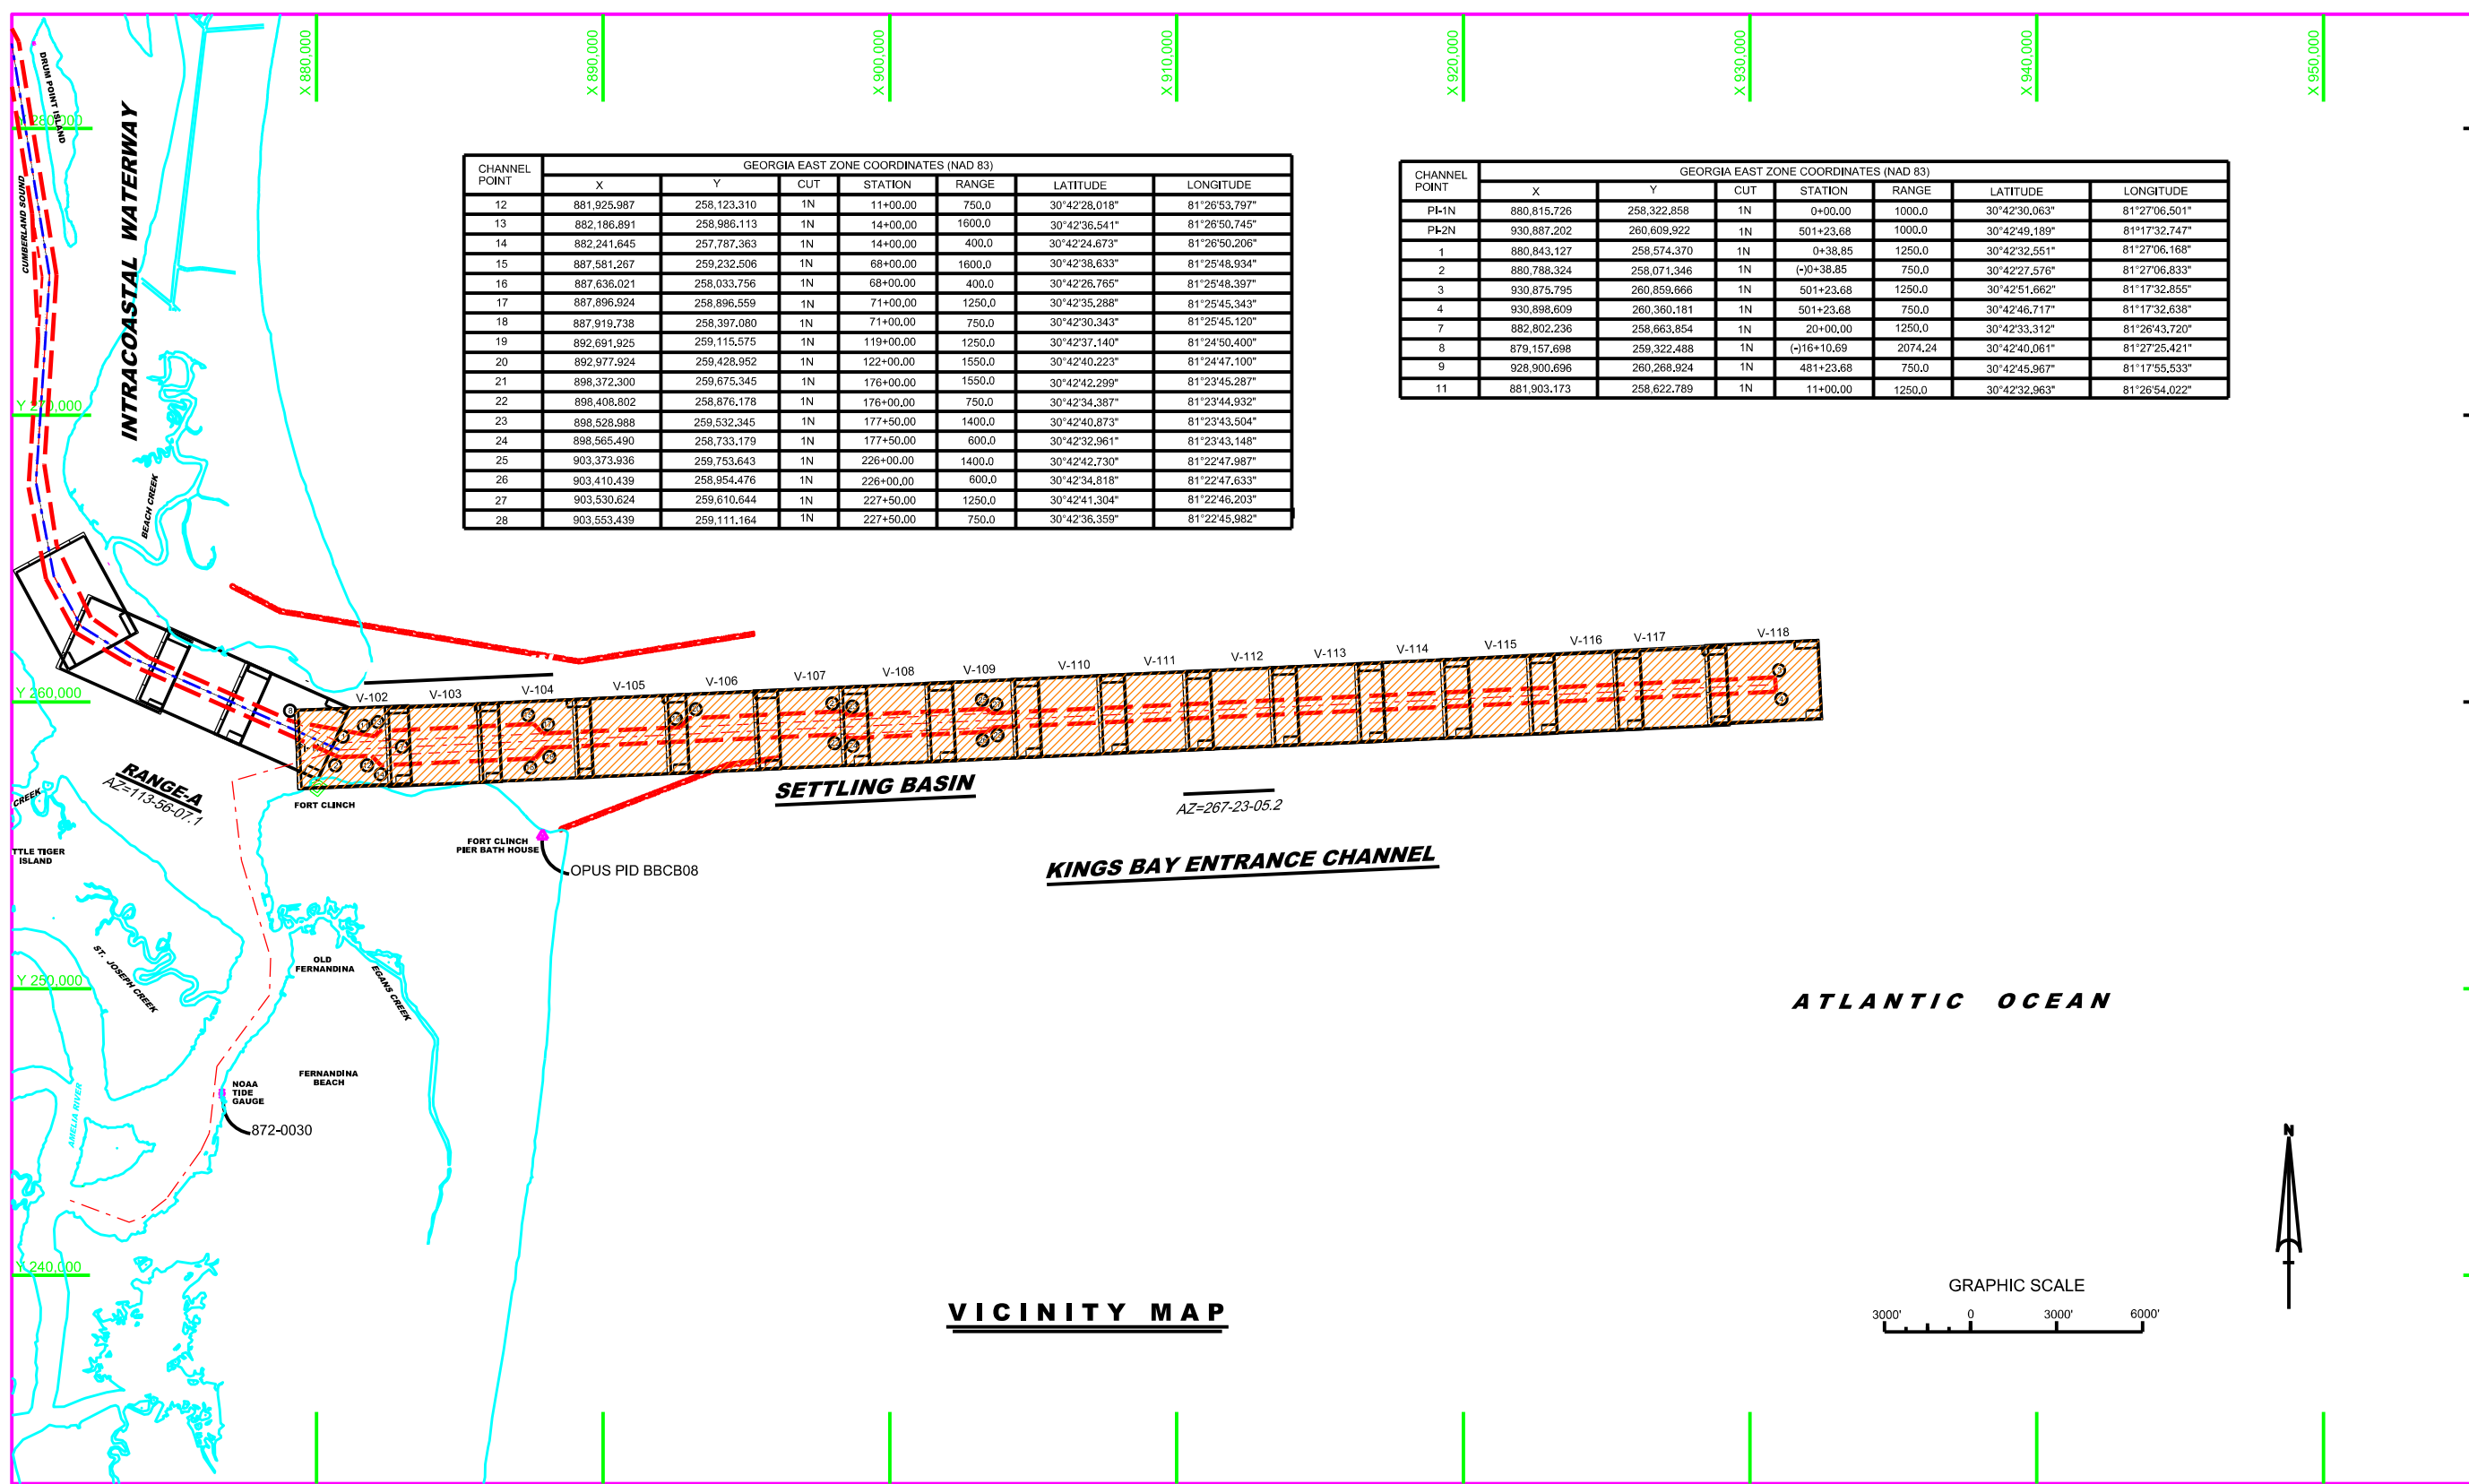 X 880,000
X 890,000
X 900,000
X 910,000
X 920,000
X 930,000
X 940,000
X 950,000
DRUM POINT ISLAND
Y 280,000
CUMBERLAND SOUND
INTRACOASTAL WATERWAY
CHANNEL POINT GEORGIA EAST ZONE COORDINATES (NAD 83)
X Y CUT STATION RANGE LATITUDE LONGITUDE
12 881,925.987 258,123.310 1N 11+00.00 750.0 30°42'28.018" 81°26'53.797"
13 882,186.891 258,986.113 1N 14+00.00 1600.0 30°42'36.541" 81°26'50.745"
14 882,241.645 257,787.363 1N 14+00.00 400.0 30°42'24.673" 81°26'50.206"
15 887,581.267 259,232.506 1N 68+00.00 1600.0 30°42'38.633" 81°25'48.934"
16 887,636.021 258,033.756 1N 68+00.00 400.0 30°42'26.765" 81°25'48.397"
17 887,896.924 258,896.559 1N 71+00.00 1250.0 30°42'35.288" 81°25'45.343"
18 887,919.738 258,397.080 1N 71+00.00 750.0 30°42'30.343" 81°25'45.120"
19 892,691.925 259,115.575 1N 119+00.00 1250.0 30°42'37.140" 81°24'50.400"
20 892,977.924 259,428.952 1N 122+00.00 1550.0 30°42'40.223" 81°24'47.100"
21 898,372.300 259,675.345 1N 176+00.00 1550.0 30°42'42.299" 81°23'45.287"
22 898,408.802 258,876.178 1N 176+00.00 750.0 30°42'34.387" 81°23'44.932"
23 898,528.988 259,532.345 1N 177+50.00 1400.0 30°42'40.873" 81°23'43.504"
24 898,565.490 258,733.179 1N 177+50.00 600.0 30°42'32.961" 81°23'43.148"
25 903,373.936 259,753.643 1N 226+00.00 1400.0 30°42'42.730" 81°22'47.987"
26 903,410.439 258,954.476 1N 226+00.00 600.0 30°42'34.818" 81°22'47.633"
27 903,530.624 259,610.644 1N 227+50.00 1250.0 30°42'41.304" 81°22'46.203"
28 903,553.439 259,111.164 1N 227+50.00 750.0 30°42'36.359" 81°22'45.982"
CHANNEL POINT GEORGIA EAST ZONE COORDINATES (NAD 83)
X Y CUT STATION RANGE LATITUDE LONGITUDE
PI-1N 880,815.726 258,322.858 1N 0+00.00 1000.0 30°42'30.063" 81°27'06.501"
PI-2N 930,887.202 260,609.922 1N 501+23.68 1000.0 30°42'49.189" 81°17'32.747"
1 880,843.127 258,574.370 1N 0+38.85 1250.0 30°42'32.551" 81°27'06.168"
2 880,788.324 258,071.346 1N (-)0+38.85 750.0 30°42'27.576" 81°27'06.833"
3 930,875.795 260,859.666 1N 501+23.68 1250.0 30°42'51.662" 81°17'32.855"
4 930,898.609 260,360.181 1N 501+23.68 750.0 30°42'46.717" 81°17'32.638"
7 882,802.236 258,663.854 1N 20+00.00 1250.0 30°42'33.312" 81°26'43.720"
8 879,157.698 259,322.488 1N (-)16+10.69 2074.24 30°42'40.061" 81°27'25.421"
9 928,900.696 260,268.924 1N 481+23.68 750.0 30°42'45.967" 81°17'55.533"
11 881,903.173 258,622.789 1N 11+00.00 1250.0 30°42'32.963" 81°26'54.022"
Y 270,000
BEACH CREEK
Y 260,000
V-102
V-103
V-104
V-105
V-106
V-107
V-108
V-109
V-110
V-111
V-112
V-113
V-114
V-115
V-116
V-117
V-118
RANGE-A
AZ=113-56-07.1
CREEK
FORT CLINCH
SETTLING BASIN
AZ=267-23-05.2
TTLE TIGER
ISLAND
FORT CLINCH
PIER BATH HOUSE
OPUS PID BBCB08
KINGS BAY ENTRANCE CHANNEL
ST. JOSEPH CREEK
OLD
FERNANDINA
EGANS CREEK
Y 250,000
ATLANTIC OCEAN
FERNANDINA
BEACH
NOAA
TIDE
GAUGE
872-0030
AMELIA RIVER
N
Y 240,000
VICINITY MAP
GRAPHIC SCALE
3000' 0 3000' 6000'